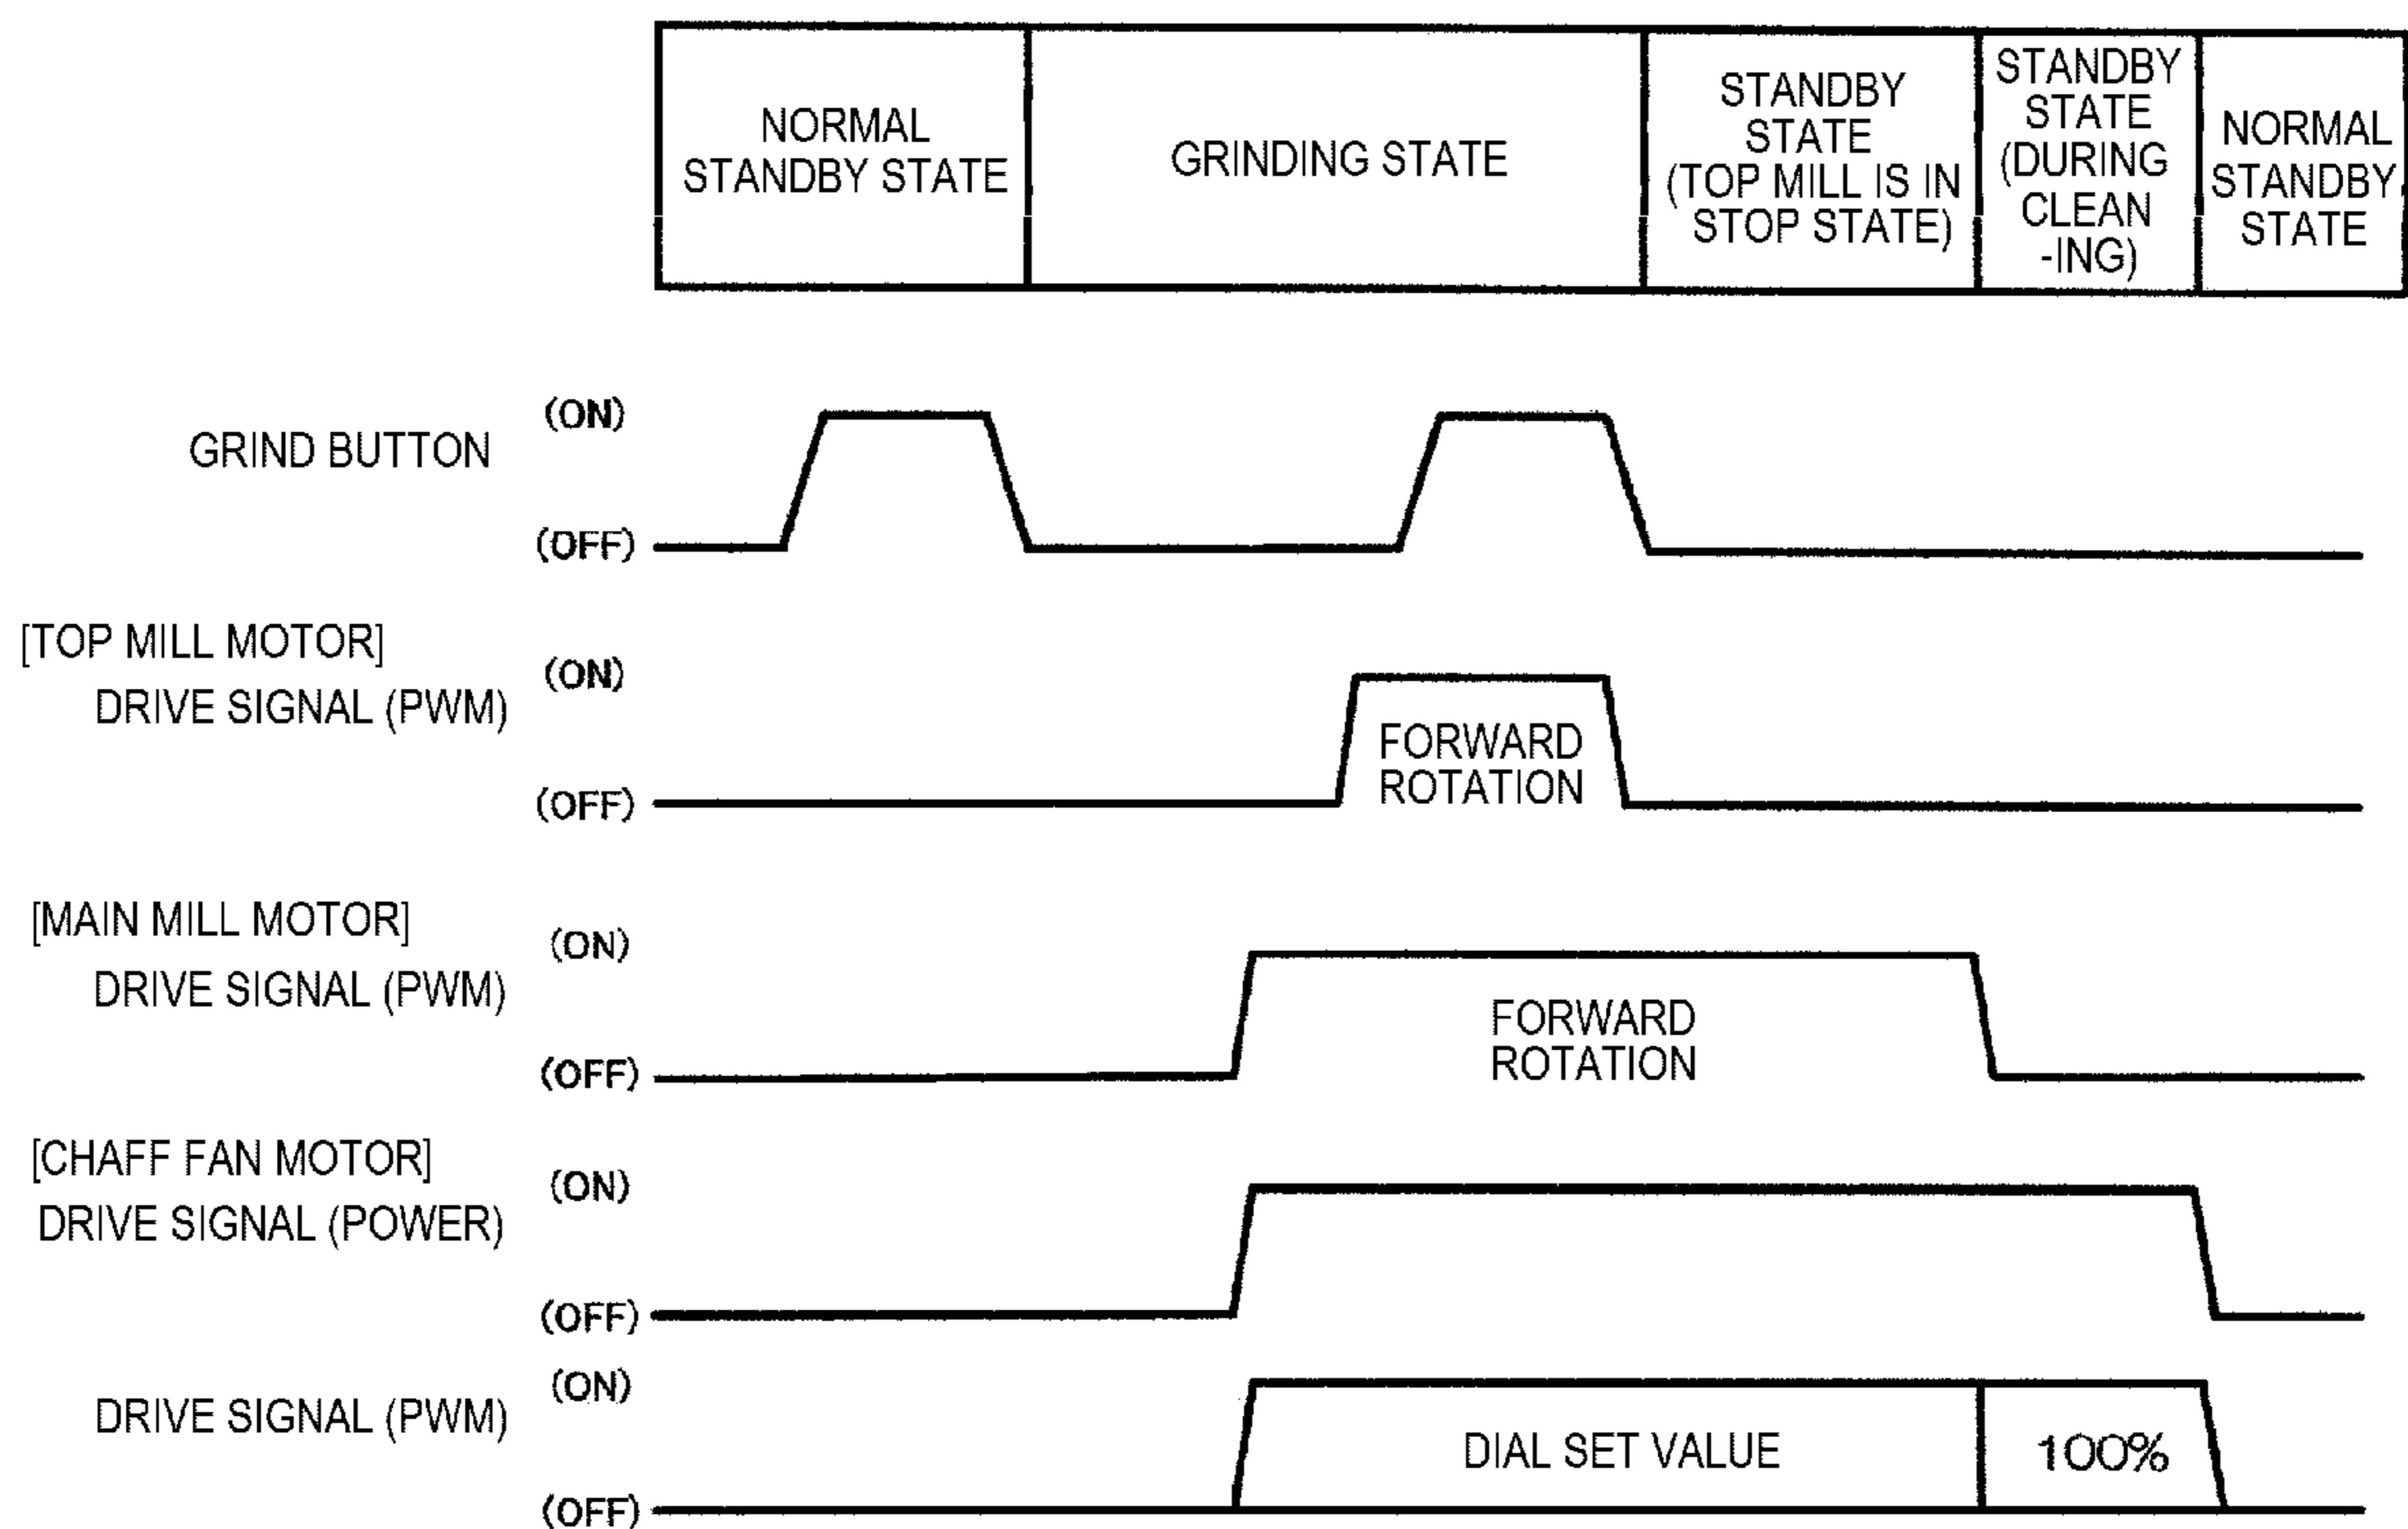 NORMAL
STANDBY STATE
GRINDING STATE
STANDBY
STATE
(TOP MILL IS IN
STOP STATE)
STANDBY
STATE
(DURING
CLEAN
-ING)
NORMAL
STANDBY
STATE
GRIND BUTTON
(ON)
(OFF)
[TOP MILL MOTOR]
DRIVE SIGNAL (PWM)
(ON)
(OFF)
FORWARD
ROTATION
[MAIN MILL MOTOR]
DRIVE SIGNAL (PWM)
(ON)
(OFF)
FORWARD
ROTATION
[CHAFF FAN MOTOR]
DRIVE SIGNAL (POWER)
(ON)
(OFF)
DRIVE SIGNAL (PWM)
(ON)
(OFF)
DIAL SET VALUE
100%